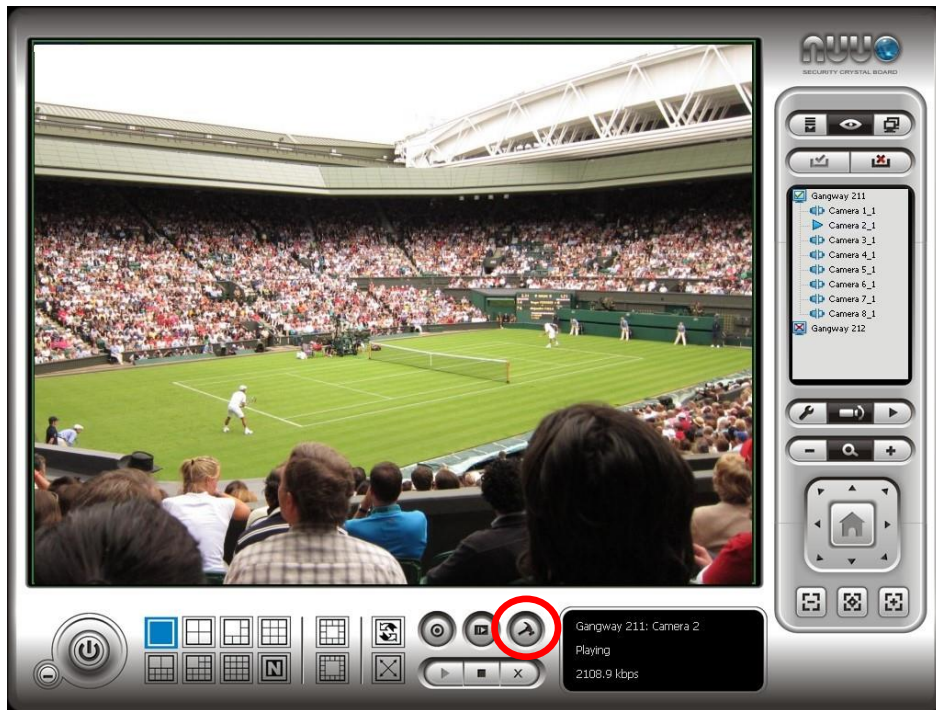 nuuo
SECURITY CRYSTAL BOARD
Gangway 211
Camera 1_1
Camera 2_1
Camera 3_1
Camera 4_1
Camera 5_1
Camera 6_1
Camera 7_1
Camera 8_1
Gangway 212
N
Gangway 211: Camera 2
Playing
2108.9 kbps